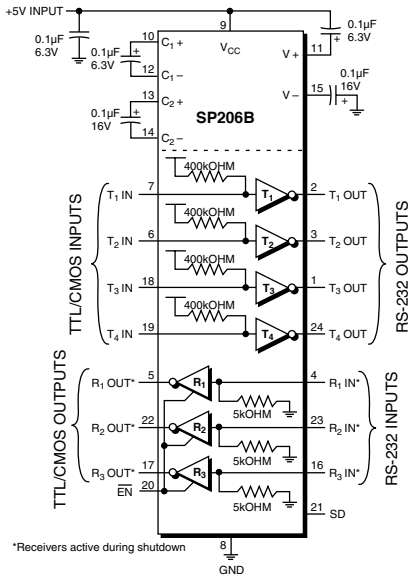 +5V INPUT
0.1µF
6.3V
9
VCC
0.1µF
6.3V
10
C1 +
12
C1 –
0.1µF
16V
13
C2 +
14
C2 –
0.1µF
6.3V
V +
11
0.1µF
16V
V –
15
SP206B
TTL/CMOS INPUTS
400kOHM
T1 IN
7
T1
2
T1 OUT
400kOHM
T2 IN
6
T2
3
T2 OUT
400kOHM
T3 IN
18
T3
1
T3 OUT
400kOHM
T4 IN
19
T4
24
T4 OUT
RS-232 OUTPUTS
TTL/CMOS OUTPUTS
R1 OUT*
5
R1
4
R1 IN*
5kOHM
R2 OUT*
22
R2
23
R2 IN*
5kOHM
R3 OUT*
17
R3
16
R3 IN*
5kOHM
RS-232 INPUTS
EN
20
21
SD
*Receivers active during shutdown
8
GND